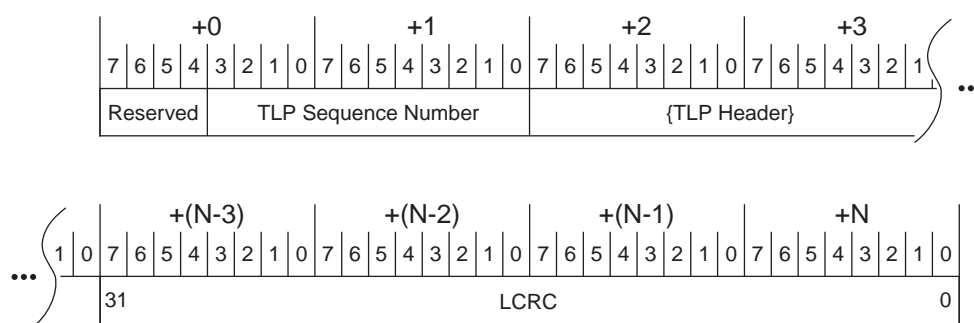 +0 +1 +2 +3
7 6 5 4 3 2 1 0 7 6 5 4 3 2 1 0 7 6 5 4 3 2 1 0 7 6 5 4 3 2 1
Reserved TLP Sequence Number {TLP Header}
+(N-3) +(N-2) +(N-1) +N
1 0 7 6 5 4 3 2 1 0 7 6 5 4 3 2 1 0 7 6 5 4 3 2 1 0 7 6 5 4 3 2 1 0
31 LCRC 0